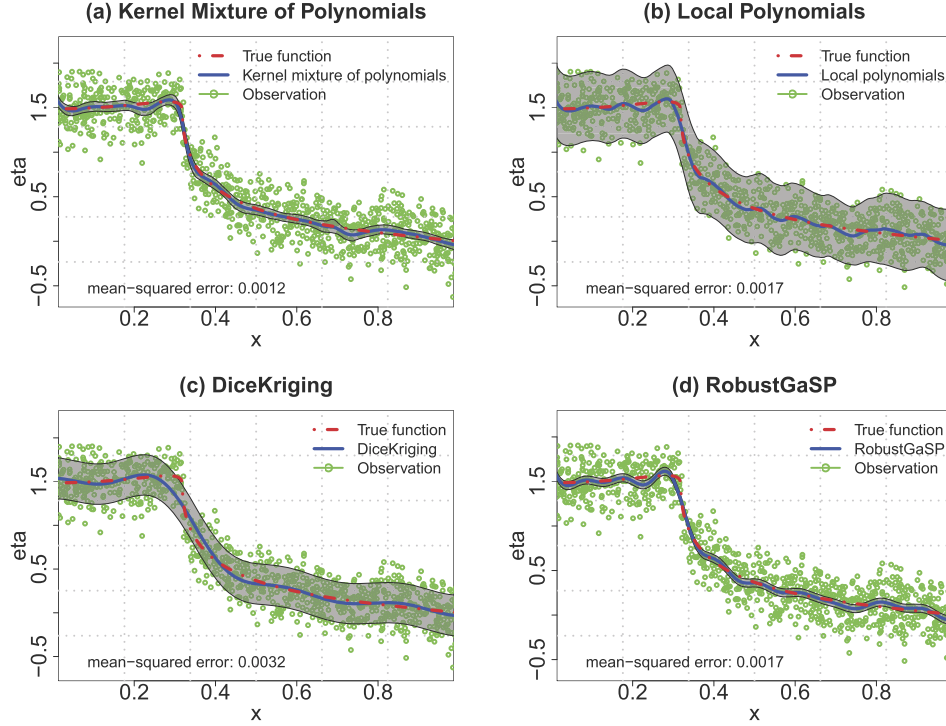 (a) Kernel Mixture of Polynomials
True function
Kernel mixture of polynomials
Observation
eta
1.5
0.5
−0.5
mean−squared error: 0.0012
0.2 0.4 0.6 0.8
x
(b) Local Polynomials
True function
Local polynomials
Observation
eta
1.5
0.5
−0.5
mean−squared error: 0.0017
0.2 0.4 0.6 0.8
x
(c) DiceKriging
True function
DiceKriging
Observation
eta
1.5
0.5
−0.5
mean−squared error: 0.0032
0.2 0.4 0.6 0.8
x
(d) RobustGaSP
True function
RobustGaSP
Observation
eta
1.5
0.5
−0.5
mean−squared error: 0.0017
0.2 0.4 0.6 0.8
x